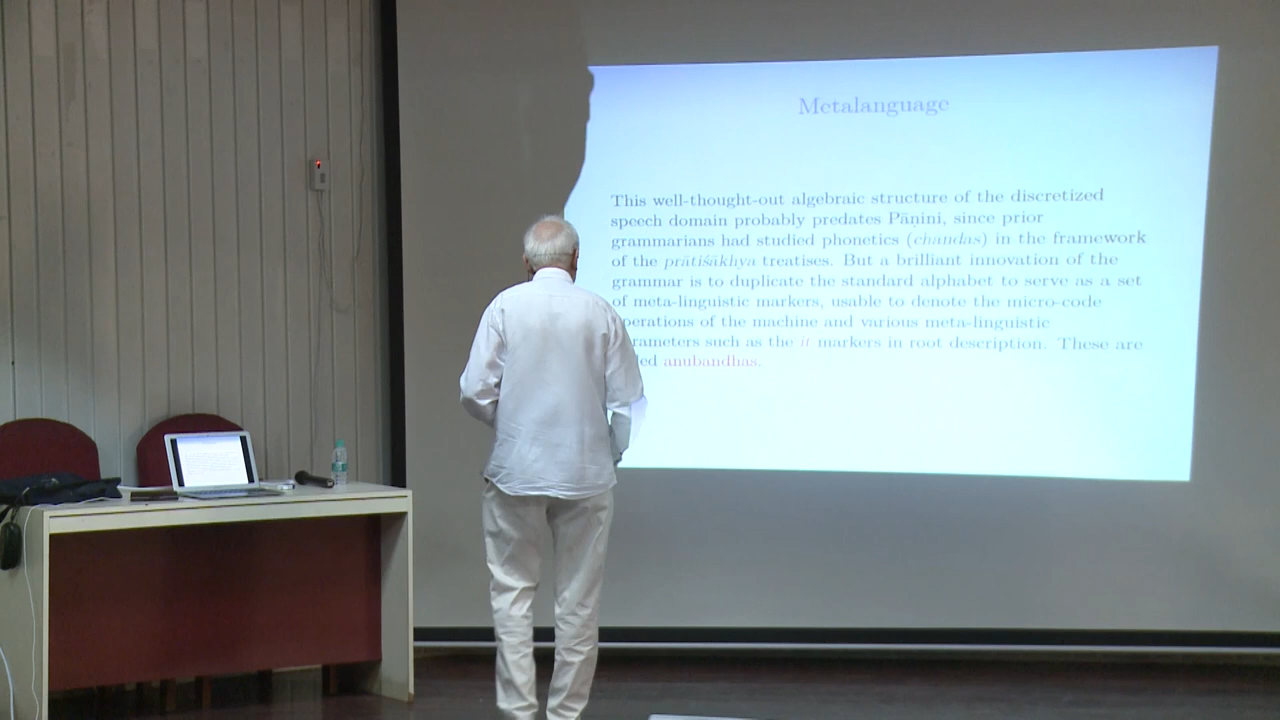 Metalanguage
This well-thought-out algebraic structure of the discretized
speech domain probably predates Pāṇini, since prior
grammarians had studied phonetics (chandas) in the framework
of the prātiśākhya treatises. But a brilliant innovation of the
grammar is to duplicate the standard alphabet to serve as a set
of meta-linguistic markers, usable to denote the micro-code
perations of the machine and various meta-linguistic
rameters such as the it markers in root description. These are
led anubandhas.